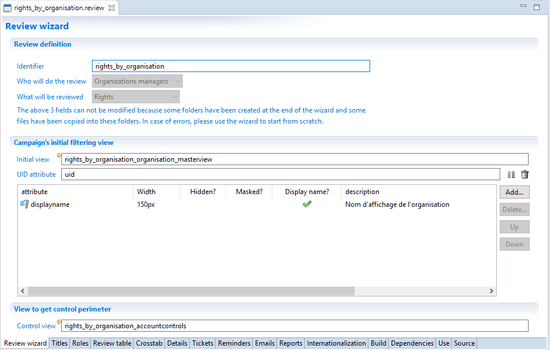 rights_by_organisation.review
Review wizard
Review definition
Identifier rights_by_organisation
Who will do the review Organizations managers
What will be reviewed Rights
The above 3 fields can not be modified because some folders have been created at the end of the wizard and some
files have been copied into these folders. In case of errors, please use the wizard to start from scratch.
Campaign's initial filtering view
Initial view rights_by_organisation_organisation_masterview
UID attribute uid
attribute Width Hidden? Masked? Display name? description Add...
displayname 150px Nom d'affichage de l'organisation Delete...
Up
Down
View to get control perimeter
Control view rights_by_organisation_accountcontrols
Review wizard Titles Roles Review table Crosstab Details Tickets Reminders Emails Reports Internationalization Build Dependencies Use Source